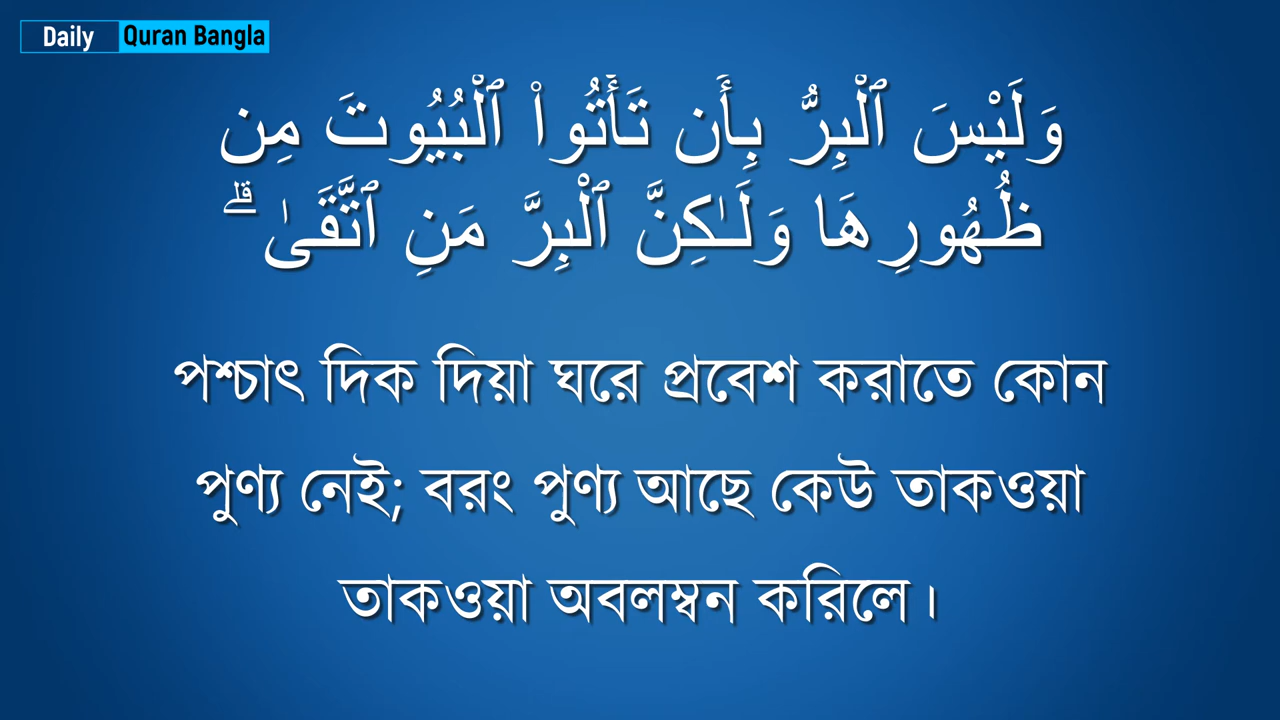 Daily Quran Bangla
وَلَيْسَ ٱلْبِرُّ بِأَن تَأْتُوا۟ ٱلْبُيُوتَ مِن
ظُهُورِهَا وَلَـٰكِنَّ ٱلْبِرَّ مَنِ ٱتَّقَىٰ ۗ
পশ্চাৎ দিক দিয়া ঘরে প্রবেশ করাতে কোন
পুণ্য নেই; বরং পুণ্য আছে কেউ তাকওয়া
তাকওয়া অবলম্বন করিলে।